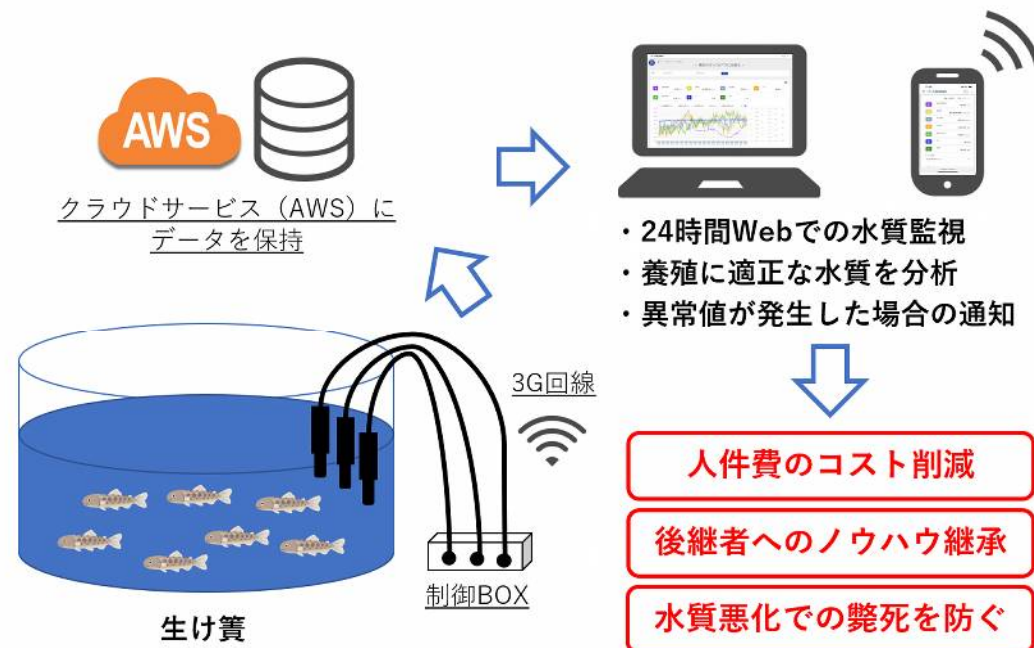 AWS
クラウドサービス（AWS）に
データを保持
・24時間Webでの水質監視
・養殖に適正な水質を分析
・異常値が発生した場合の通知
3G回線
制御BOX
生け簀
人件費のコスト削減
後継者へのノウハウ継承
水質悪化での斃死を防ぐ